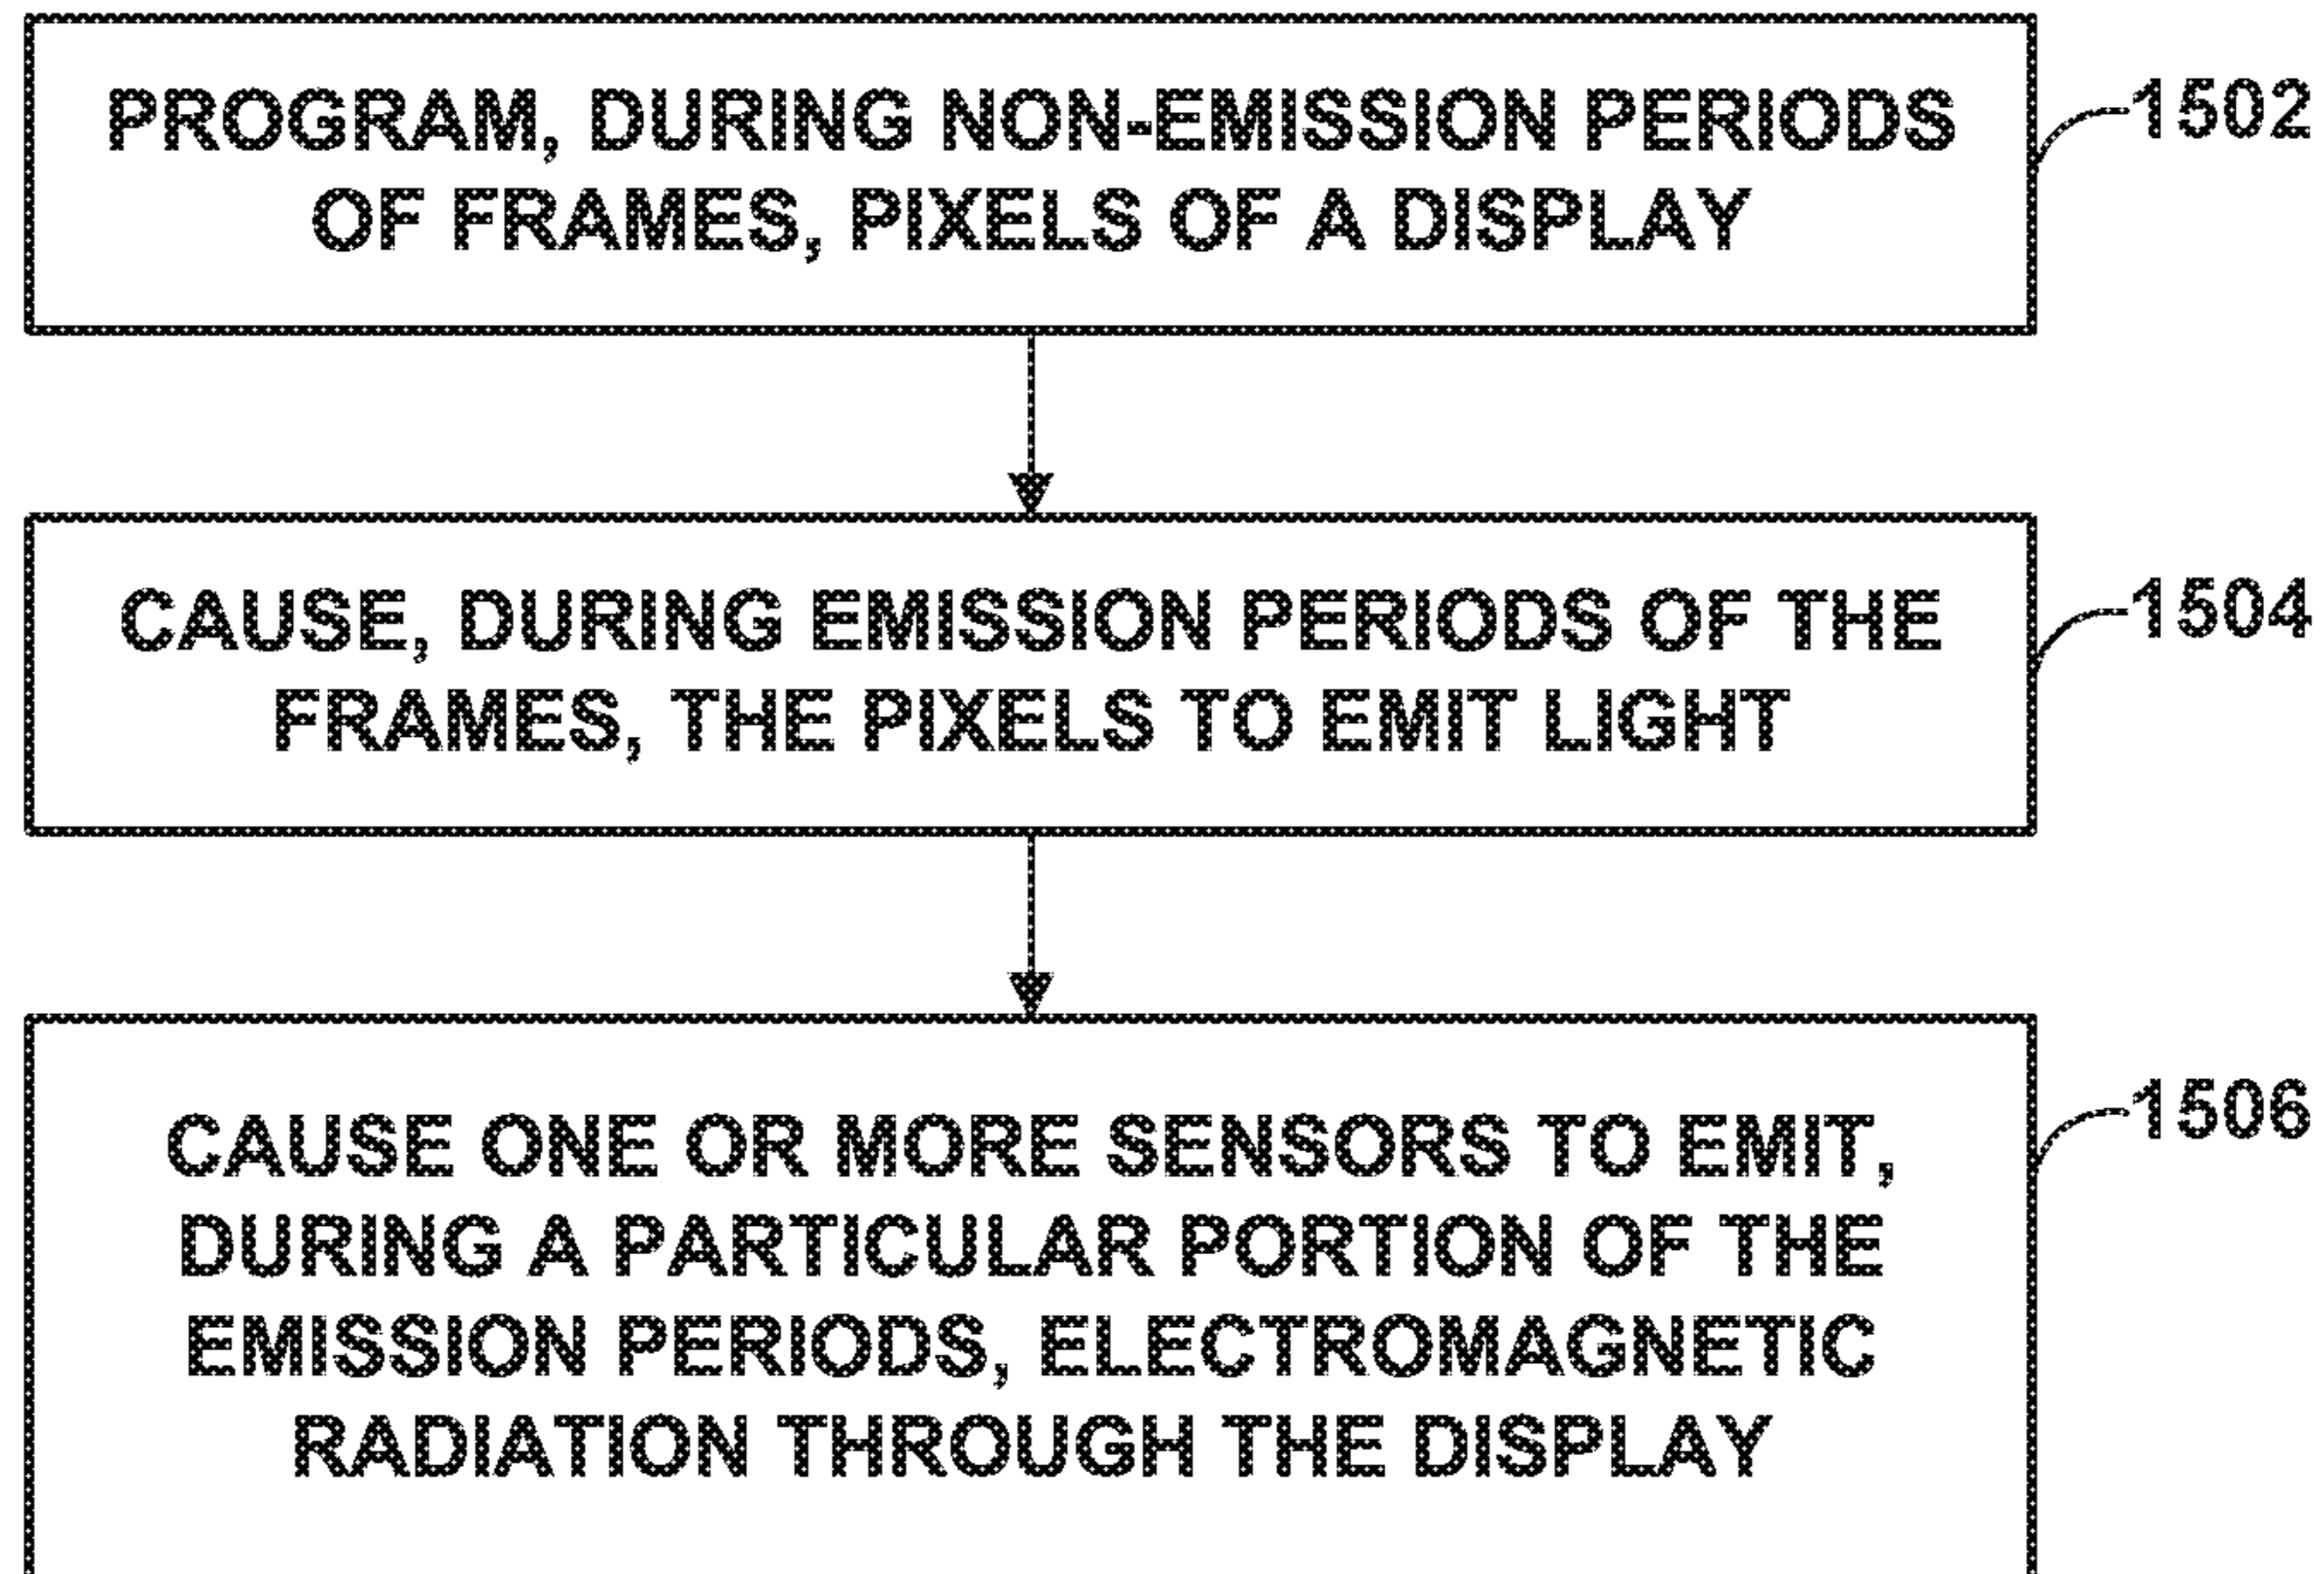 PROGRAM, DURING NON-EMISSION PERIODS
OF FRAMES, PIXELS OF A DISPLAY
1502
CAUSE, DURING EMISSION PERIODS OF THE
FRAMES, THE PIXELS TO EMIT LIGHT
1504
CAUSE ONE OR MORE SENSORS TO EMIT,
DURING A PARTICULAR PORTION OF THE
EMISSION PERIODS, ELECTROMAGNETIC
RADIATION THROUGH THE DISPLAY
1506